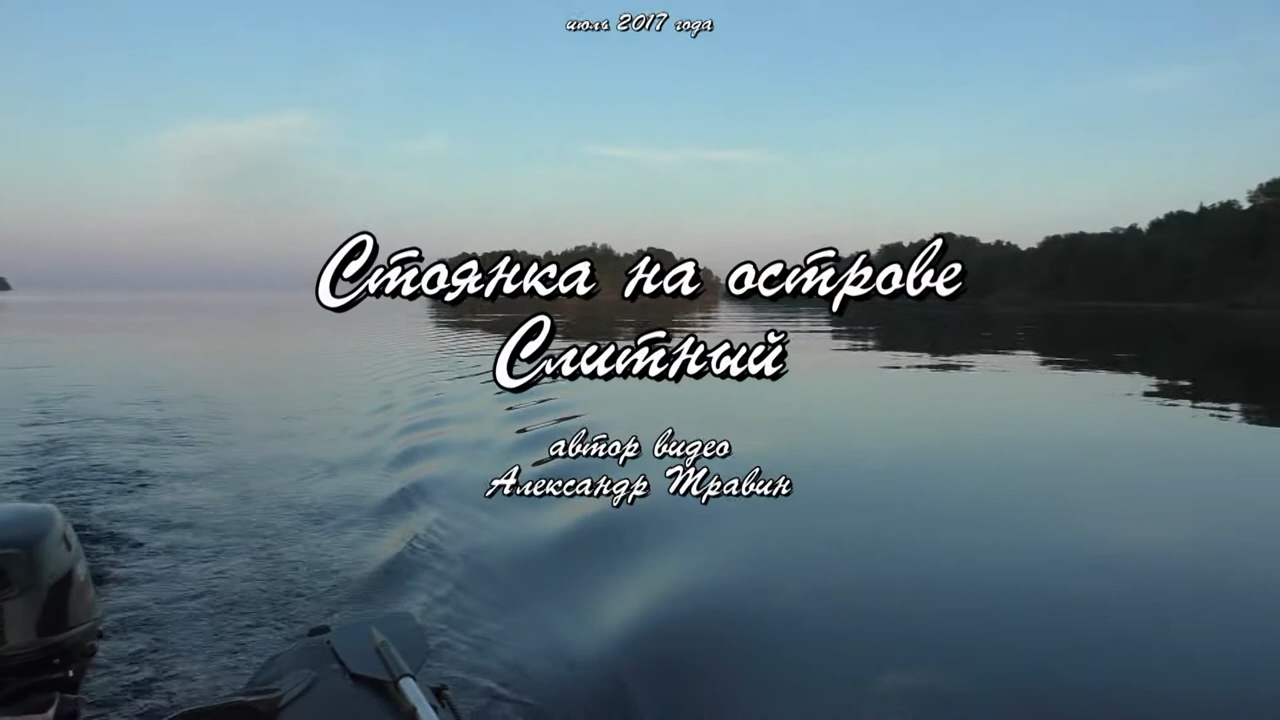 июль 2017 года
Стоянка на острове
Слитный
автор видео
Александр Травин